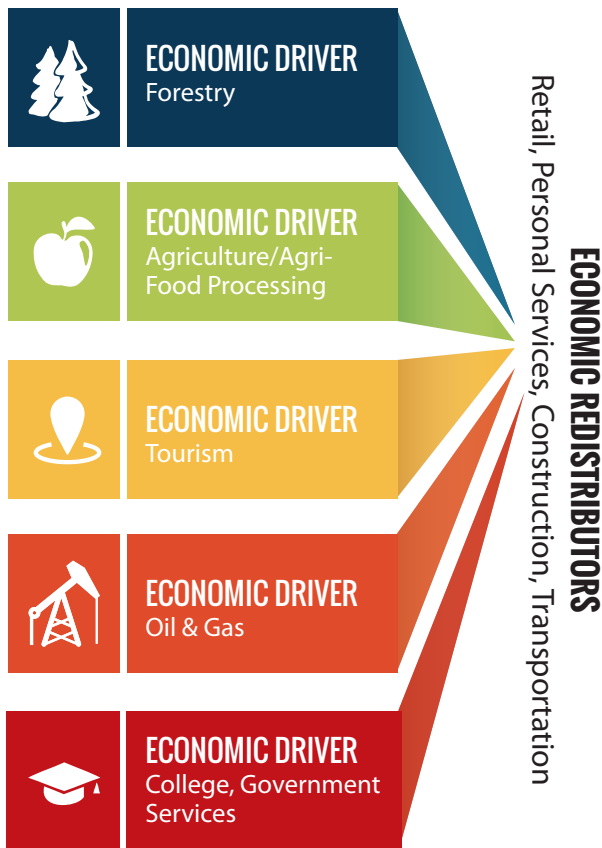 ECONOMIC DRIVER
Forestry
ECONOMIC DRIVER
Agriculture/Agri-
Food Processing
ECONOMIC DRIVER
Tourism
ECONOMIC DRIVER
Oil & Gas
ECONOMIC DRIVER
College, Government
Services
ECONOMIC REDISTRIBUTORS
Retail, Personal Services, Construction, Transportation